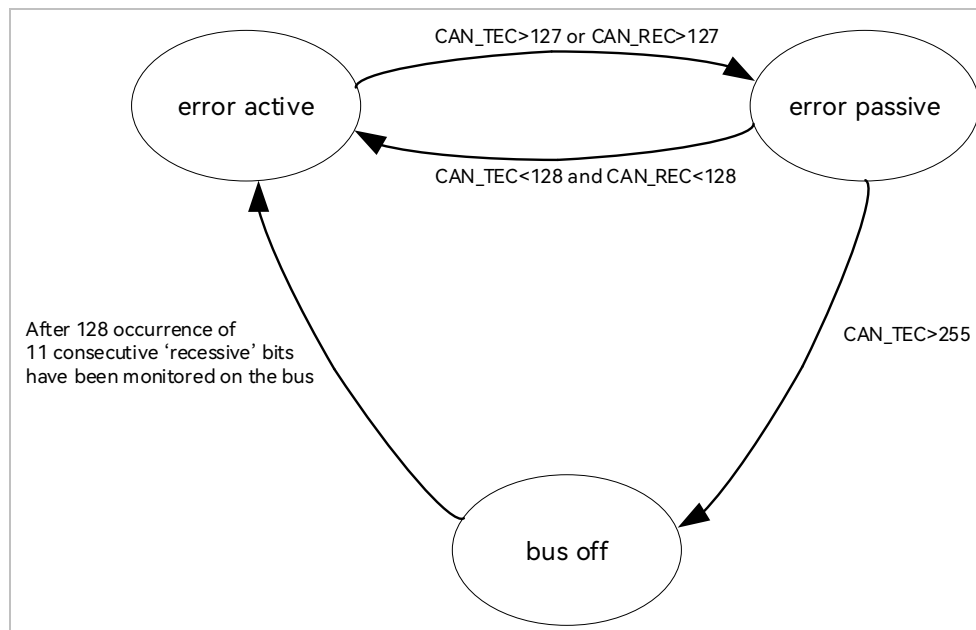 CAN_TEC>127 or CAN_REC>127
error active
error passive
CAN_TEC<128 and CAN_REC<128
After 128 occurrence of
11 consecutive ‘recessive’ bits
have been monitored on the bus
CAN_TEC>255
bus off